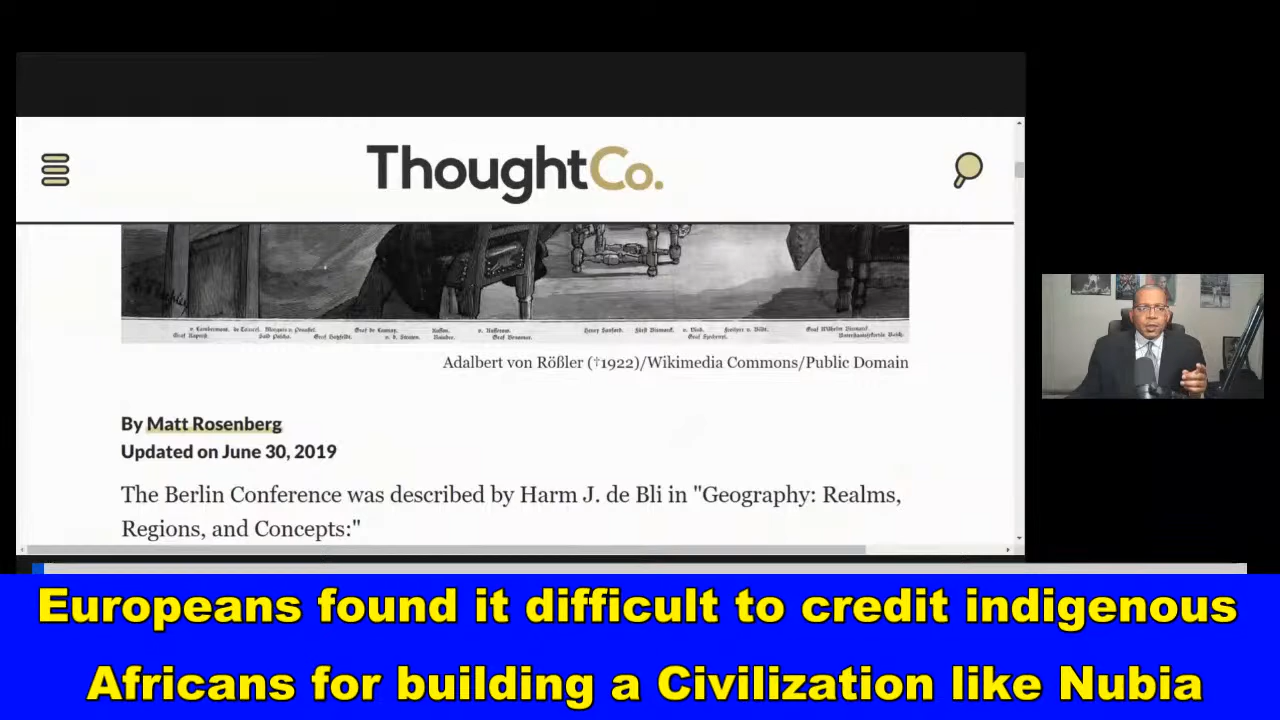 ThoughtCo.
Adalbert von Rößler (†1922)/Wikimedia Commons/Public Domain
By Matt Rosenberg
Updated on June 30, 2019
The Berlin Conference was described by Harm J. de Bli in "Geography: Realms,
Regions, and Concepts:"
Europeans found it difficult to credit indigenous
Africans for building a Civilization like Nubia